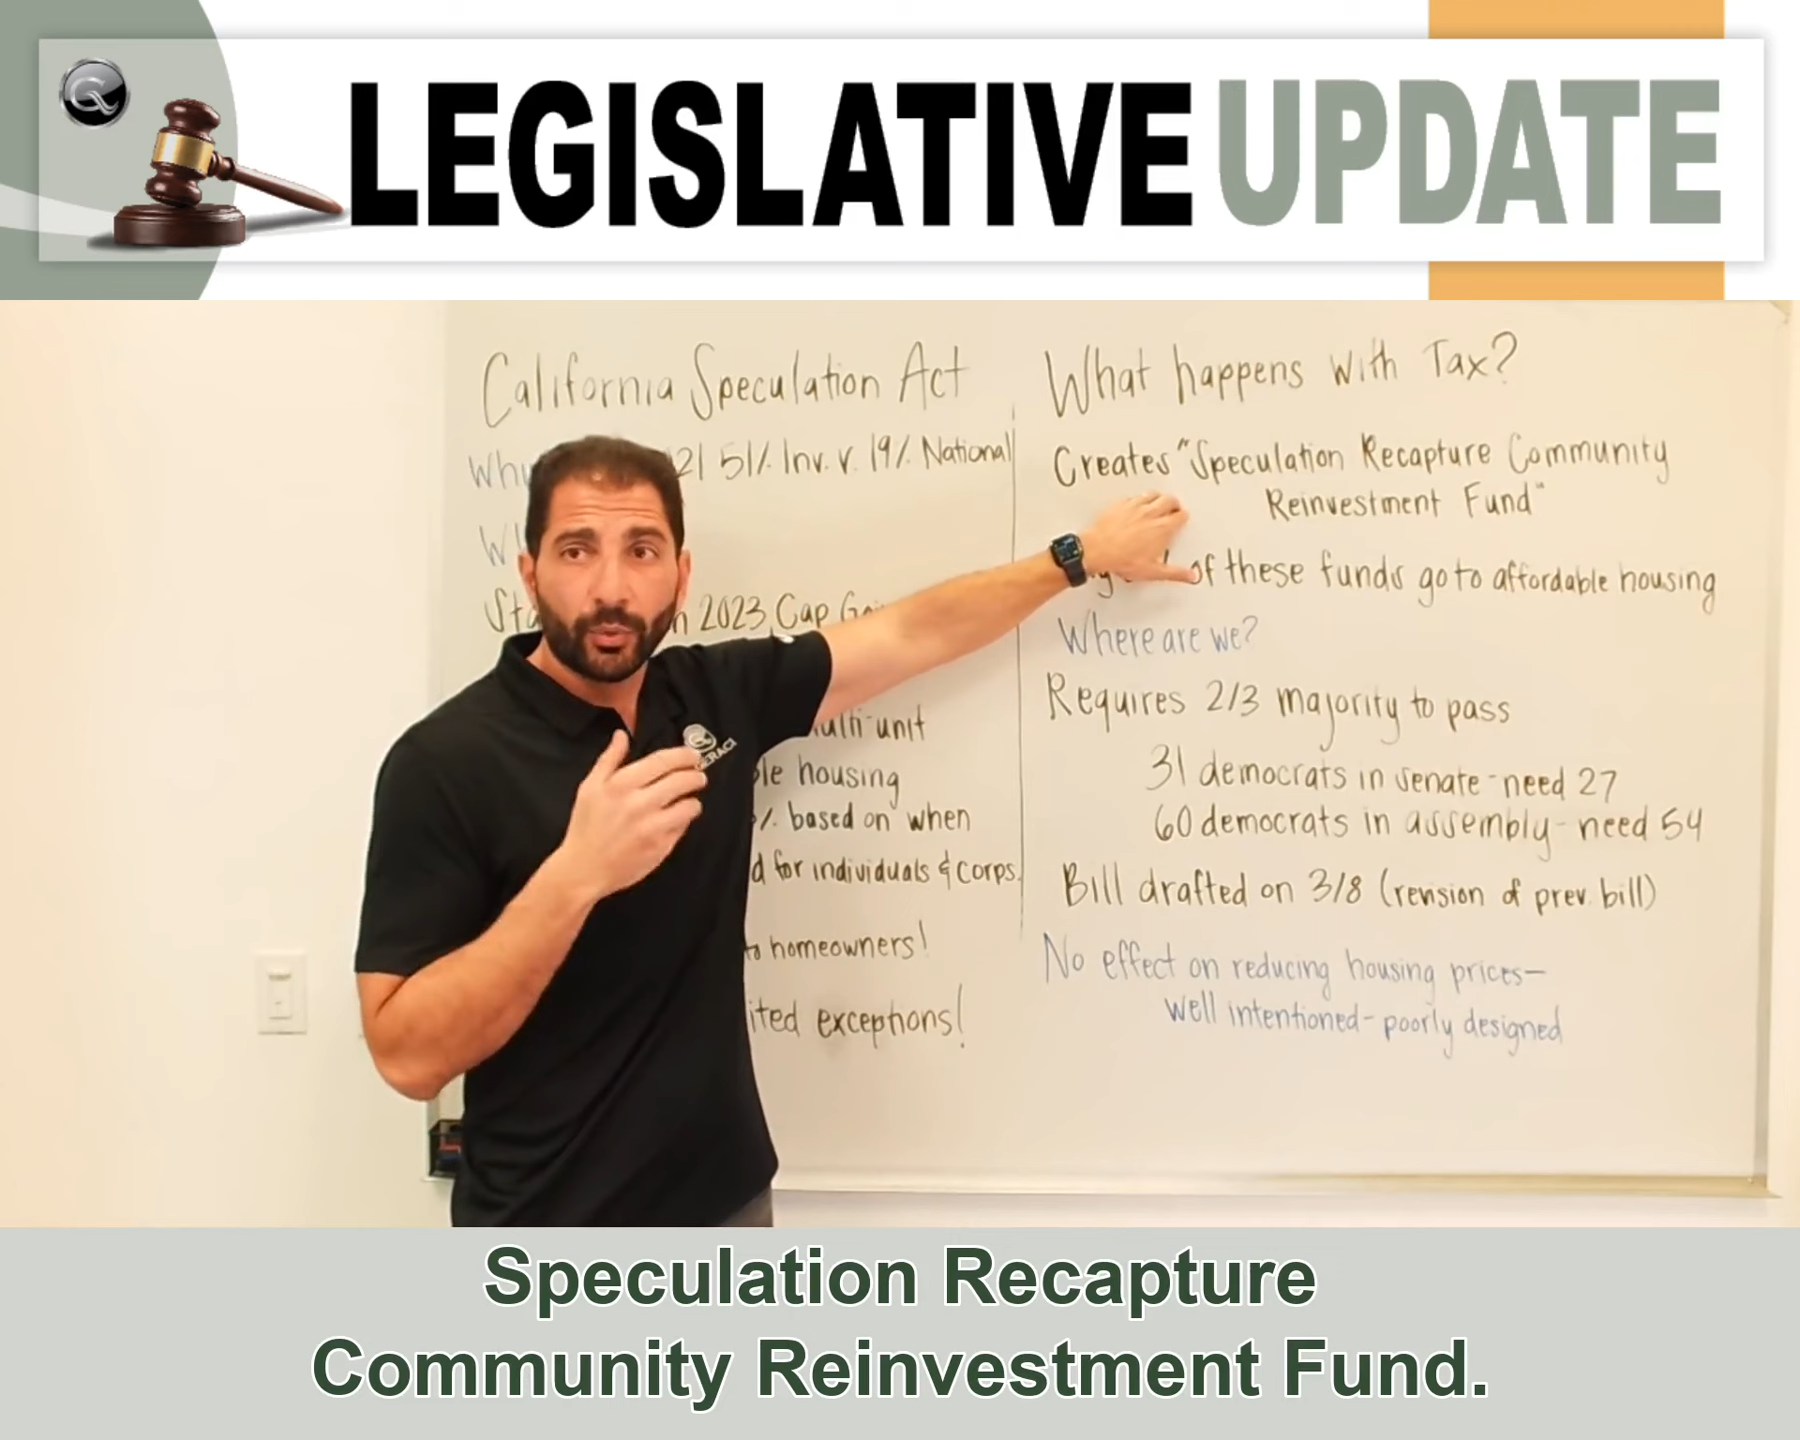 LEGISLATIVE UPDATE
California Speculation Act
Why 21 51% Inv. v. 19% National
2023 Cap
multi-unit
housing
% based on when
for individuals & corps.
homeowners!
exceptions!
What happens with Tax?
Creates "Speculation Recapture Community
Reinvestment Fund"
of these funds go to affordable housing
Where are we?
Requires 2/3 majority to pass
31 democrats in senate - need 27
60 democrats in assembly - need 54
Bill drafted on 3/8 (revision of prev. bill)
No effect on reducing housing prices—
well intentioned - poorly designed
Speculation Recapture
Community Reinvestment Fund.